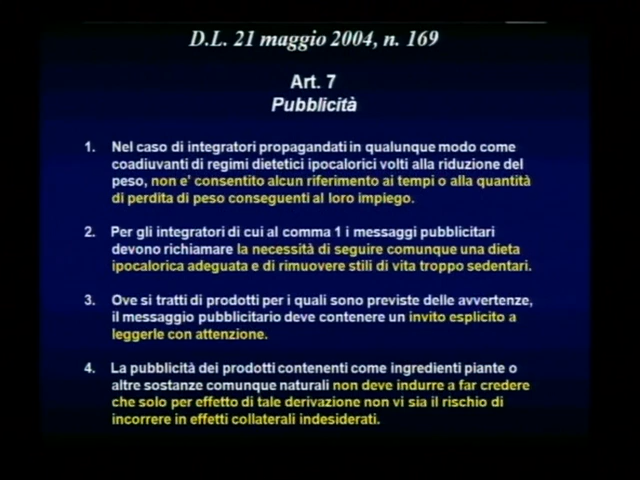 D.L. 21 maggio 2004, n. 169
Art. 7
Pubblicità
1. Nel caso di integratori propagandati in qualunque modo come
coadiuvanti di regimi dietetici ipocalorici volti alla riduzione del
peso, non e' consentito alcun riferimento ai tempi o alla quantità
di perdita di peso conseguenti al loro impiego.
2. Per gli integratori di cui al comma 1 i messaggi pubblicitari
devono richiamare la necessità di seguire comunque una dieta
ipocalorica adeguata e di rimuovere stili di vita troppo sedentari.
3. Ove si tratti di prodotti per i quali sono previste delle avvertenze,
il messaggio pubblicitario deve contenere un invito esplicito a
leggerle con attenzione.
4. La pubblicità dei prodotti contenenti come ingredienti piante o
altre sostanze comunque naturali non deve indurre a far credere
che solo per effetto di tale derivazione non vi sia il rischio di
incorrere in effetti collaterali indesiderati.